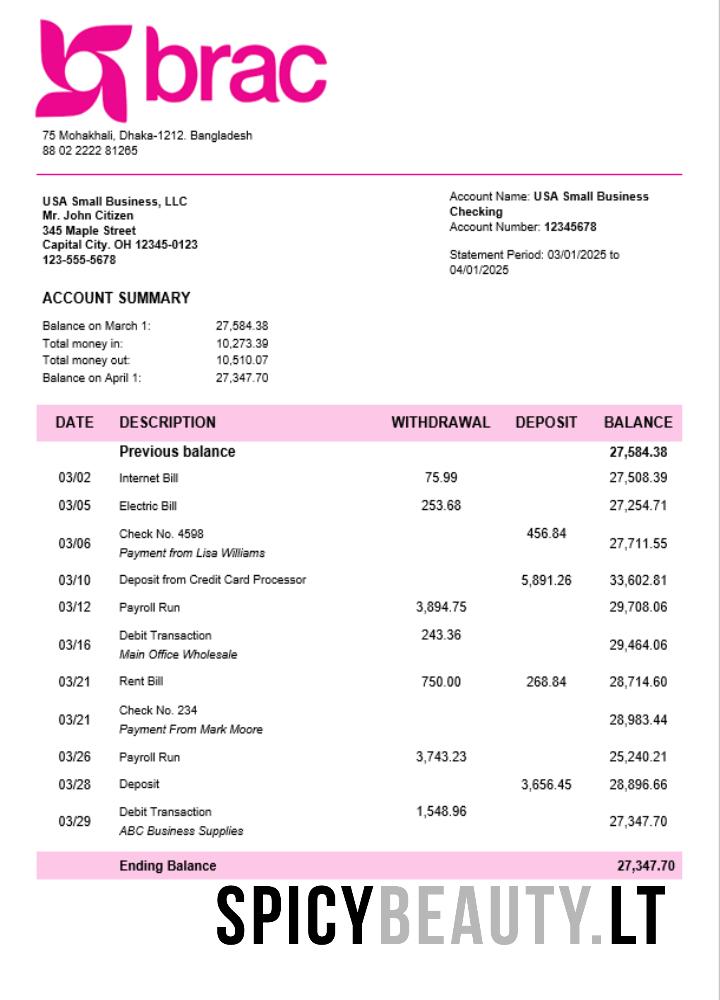 brac
75 Mohakhali, Dhaka-1212. Bangladesh
88 02 2222 81265
USA Small Business, LLC
Mr. John Citizen
345 Maple Street
Capital City. OH 12345-0123
123-555-5678
Account Name: USA Small Business
Checking
Account Number: 12345678
Statement Period: 03/01/2025 to
04/01/2025
ACCOUNT SUMMARY
Balance on March 1: 27,584.38
Total money in: 10,273.39
Total money out: 10,510.07
Balance on April 1: 27,347.70
DATE DESCRIPTION WITHDRAWAL DEPOSIT BALANCE
Previous balance 27,584.38
03/02 Internet Bill 75.99 27,508.39
03/05 Electric Bill 253.68 27,254.71
03/06 Check No. 4598 456.84 27,711.55
Payment from Lisa Williams
03/10 Deposit from Credit Card Processor 5,891.26 33,602.81
03/12 Payroll Run 3,894.75 29,708.06
03/16 Debit Transaction 243.36 29,464.06
Main Office Wholesale
03/21 Rent Bill 750.00 268.84 28,714.60
03/21 Check No. 234 28,983.44
Payment From Mark Moore
03/26 Payroll Run 3,743.23 25,240.21
03/28 Deposit 3,656.45 28,896.66
03/29 Debit Transaction 1,548.96 27,347.70
ABC Business Supplies
Ending Balance 27,347.70
SPICYBEAUTY.LT